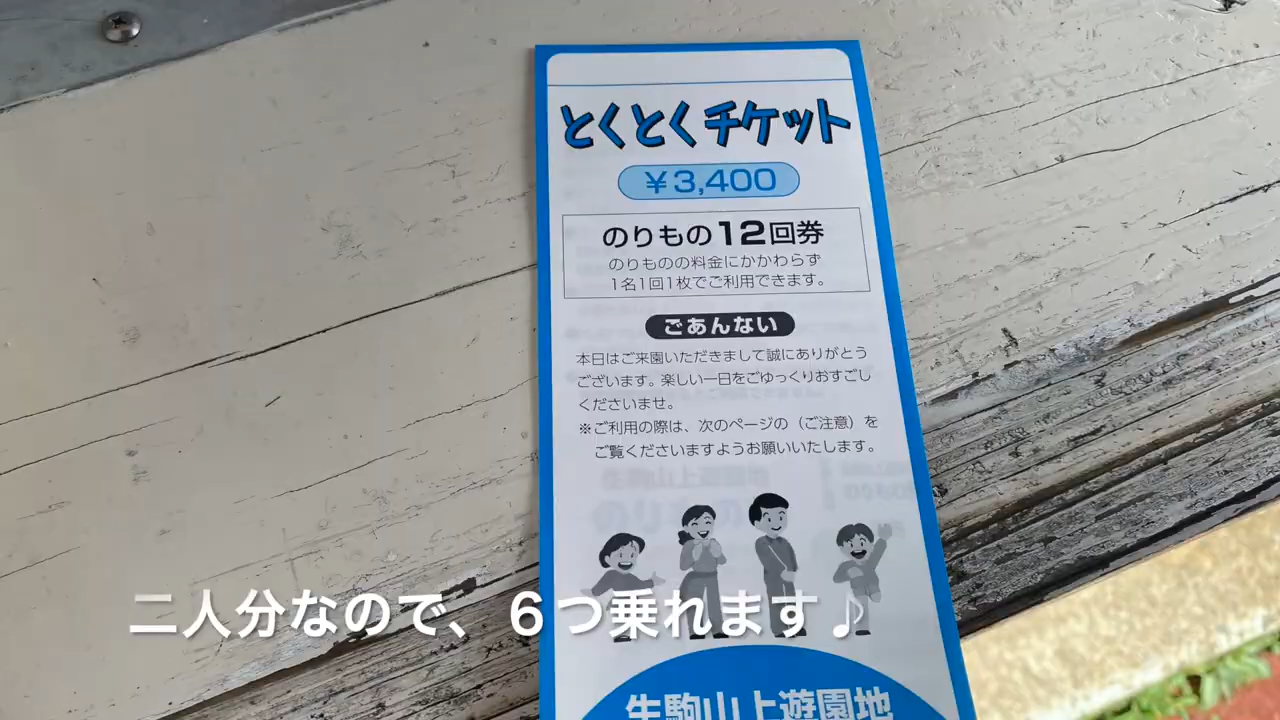 とくとくチケット
￥3,400
のりもの12回券
のりものの料金にかかわらず
1名1回1枚でご利用できます。
ごあんない
本日はご来園いただきまして誠にありがとう
ございます。楽しい一日をごゆっくりおすごし
くださいませ。
※ご利用の際は、次のページの（ご注意）を
ご覧くださいますようお願いいたします。
二人分なので、６つ乗れます♪
生駒山上遊園地